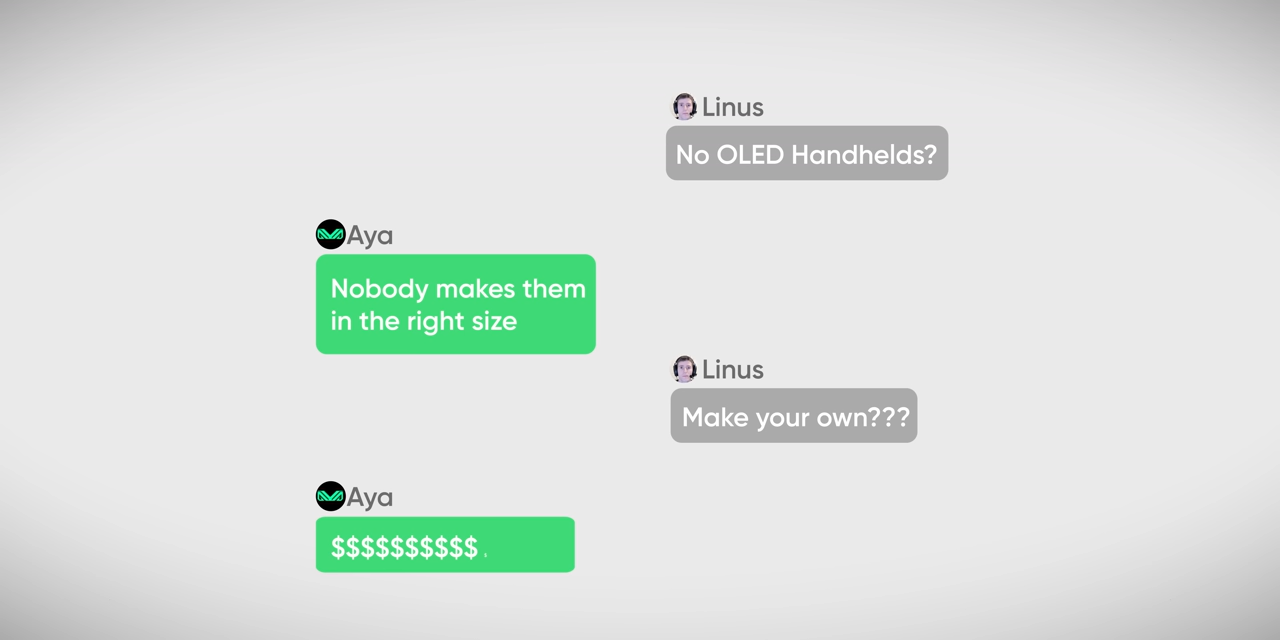 Linus
No OLED Handhelds?
Aya
Nobody makes them
in the right size
Linus
Make your own???
Aya
$$$$$$$$$$